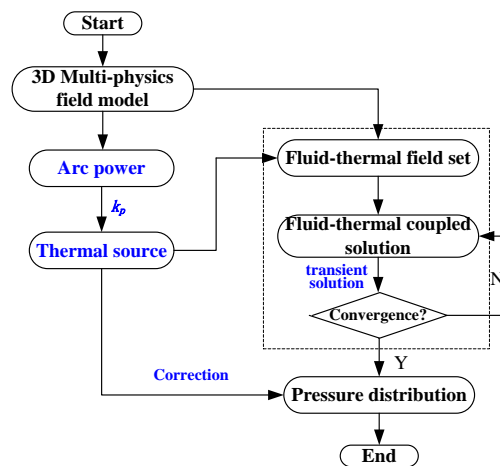 Start
3D Multi-physics
field model
Arc power
Fluid-thermal field set
kp
Fluid-thermal coupled
solution
Thermal source
transient
solution
N
Convergence?
Y
Correction
Pressure distribution
End